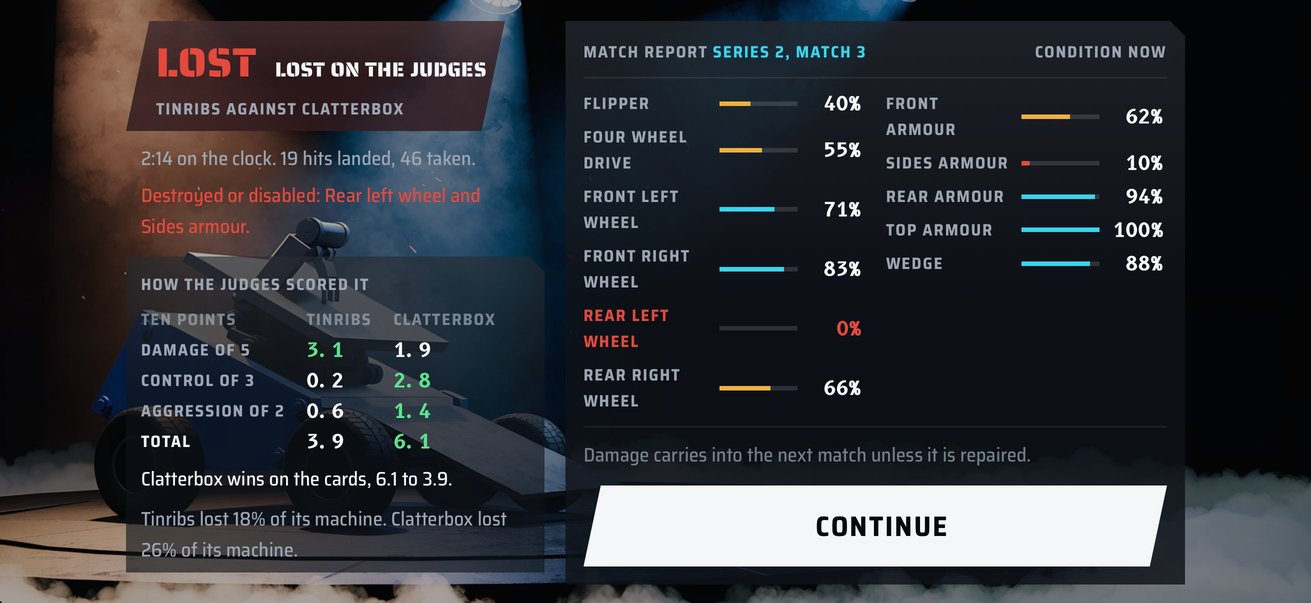 LOST LOST ON THE JUDGES
TINRIBS AGAINST CLATTERBOX
2:14 on the clock. 19 hits landed, 46 taken.
Destroyed or disabled: Rear left wheel and
Sides armour.
HOW THE JUDGES SCORED IT
TEN POINTS TINRIBS CLATTERBOX
DAMAGE OF 5 3.1 1.9
CONTROL OF 3 0.2 2.8
AGGRESSION OF 2 0.6 1.4
TOTAL 3.9 6.1
Clatterbox wins on the cards, 6.1 to 3.9.
Tinribs lost 18% of its machine. Clatterbox lost
26% of its machine.
MATCH REPORT SERIES 2, MATCH 3 CONDITION NOW
FLIPPER 40%
FOUR WHEEL
DRIVE 55%
FRONT LEFT
WHEEL 71%
FRONT RIGHT
WHEEL 83%
REAR LEFT
WHEEL 0%
REAR RIGHT
WHEEL 66%
FRONT
ARMOUR 62%
SIDES ARMOUR 10%
REAR ARMOUR 94%
TOP ARMOUR 100%
WEDGE 88%
Damage carries into the next match unless it is repaired.
CONTINUE